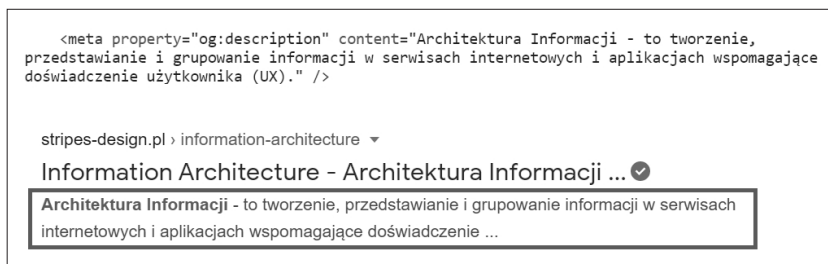 <meta property="og:description" content="Architektura Informacji - to tworzenie,
przedstawianie i grupowanie informacji w serwisach internetowych i aplikacjach wspomagające
doświadczenie użytkownika (UX)." />
stripes-design.pl › information-architecture
Information Architecture - Architektura Informacji ...
Architektura Informacji - to tworzenie, przedstawianie i grupowanie informacji w serwisach
internetowych i aplikacjach wspomagające doświadczenie ...